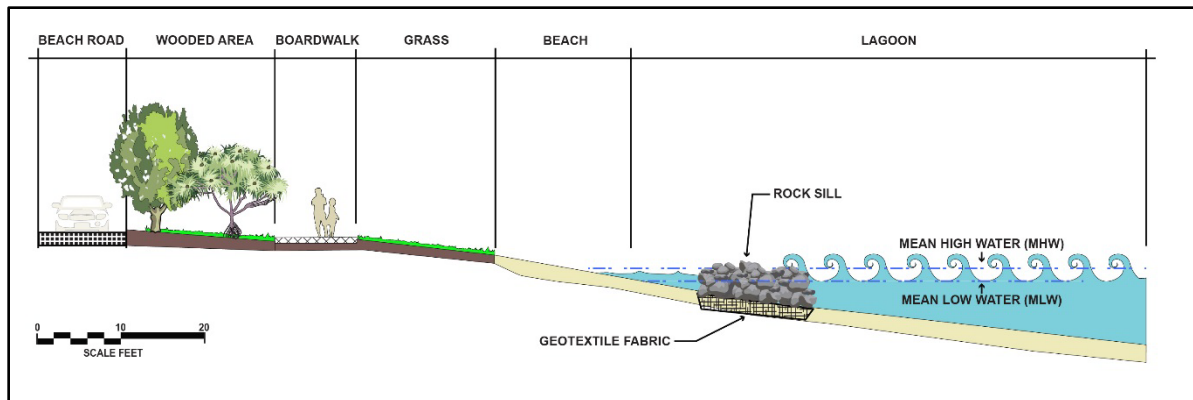 BEACH ROAD
WOODED AREA
BOARDWALK
GRASS
BEACH
LAGOON
ROCK SILL
MEAN HIGH WATER (MHW)
MEAN LOW WATER (MLW)
GEOTEXTILE FABRIC
0 10 20
SCALE FEET